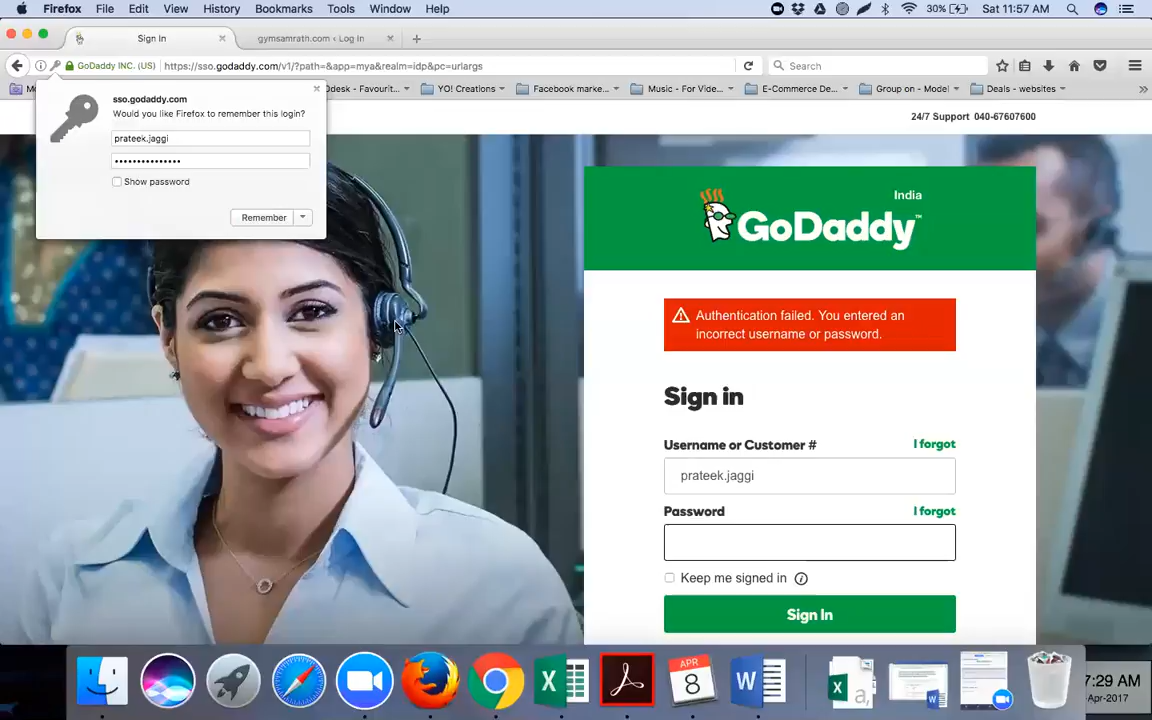 Firefox File Edit View History Bookmarks Tools Window Help 30% Sat 11:57 AM
Sign In gymsamrath.com ‹ Log In
GoDaddy INC. (US) https://sso.godaddy.com/v1/?path=&app=mya&realm=idp&pc=urlargs Search
Desk - Favourit... YO! Creations Facebook marke... Music - For Vide... E-Commerce De... Group on - Model Deals - websites
sso.godaddy.com
Would you like Firefox to remember this login?
prateek.jaggi
•••••••••••••••
Show password
Remember
24/7 Support 040-67607600
India
GoDaddy™
Authentication failed. You entered an
incorrect username or password.
Sign in
Username or Customer # I forgot
prateek.jaggi
Password I forgot
Keep me signed in
Sign In
APR
8
7:29 AM
Apr-2017